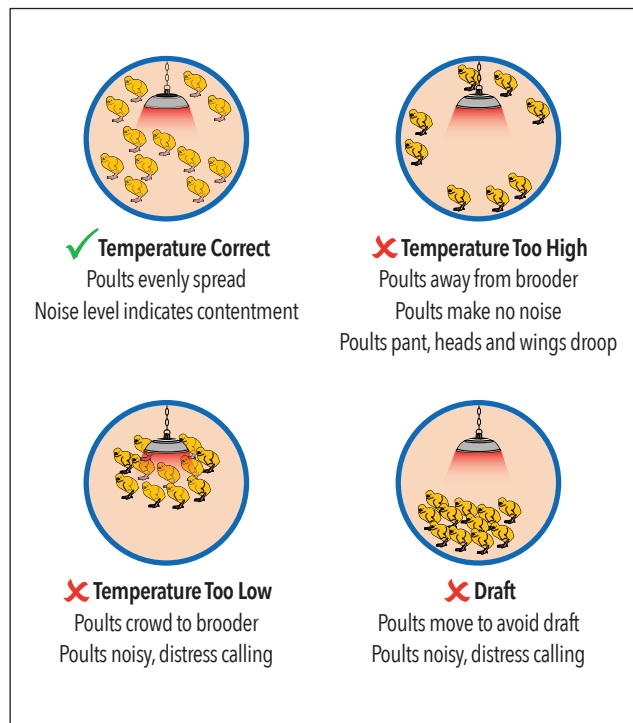 Temperature Correct
Poults evenly spread
Noise level indicates contentment
Temperature Too High
Poults away from brooder
Poults make no noise
Poults pant, heads and wings droop
Temperature Too Low
Poults crowd to brooder
Poults noisy, distress calling
Draft
Poults move to avoid draft
Poults noisy, distress calling